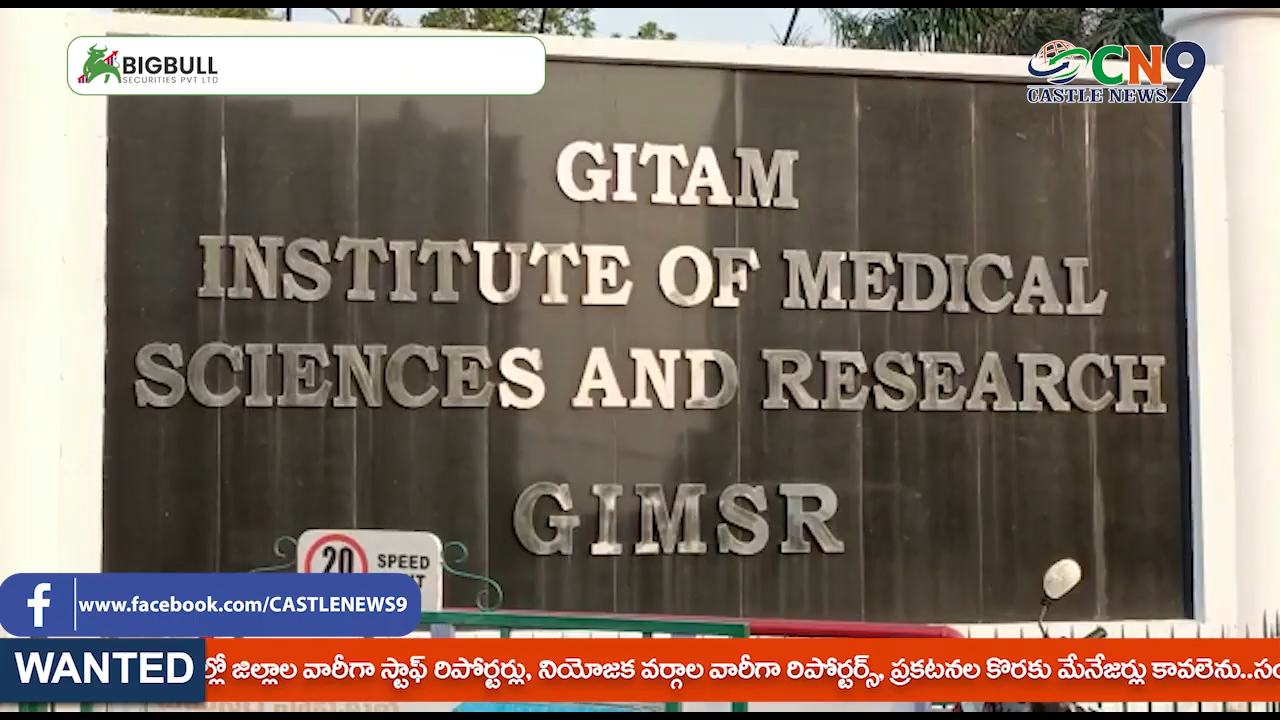 BIGBULL
SECURITIES PVT LTD
CN9
CASTLE NEWS
GITAM
INSTITUTE OF MEDICAL
SCIENCES AND RESEARCH
GIMSR
20
SPEED
www.facebook.com/CASTLENEWS9
WANTED
జిల్లాల వారీగా స్టాఫ్ రిపోర్టర్లు, నియోజక వర్గాల వారీగా రిపోర్టర్స్, ప్రకటనల కొరకు మేనేజర్లు కావలెను..